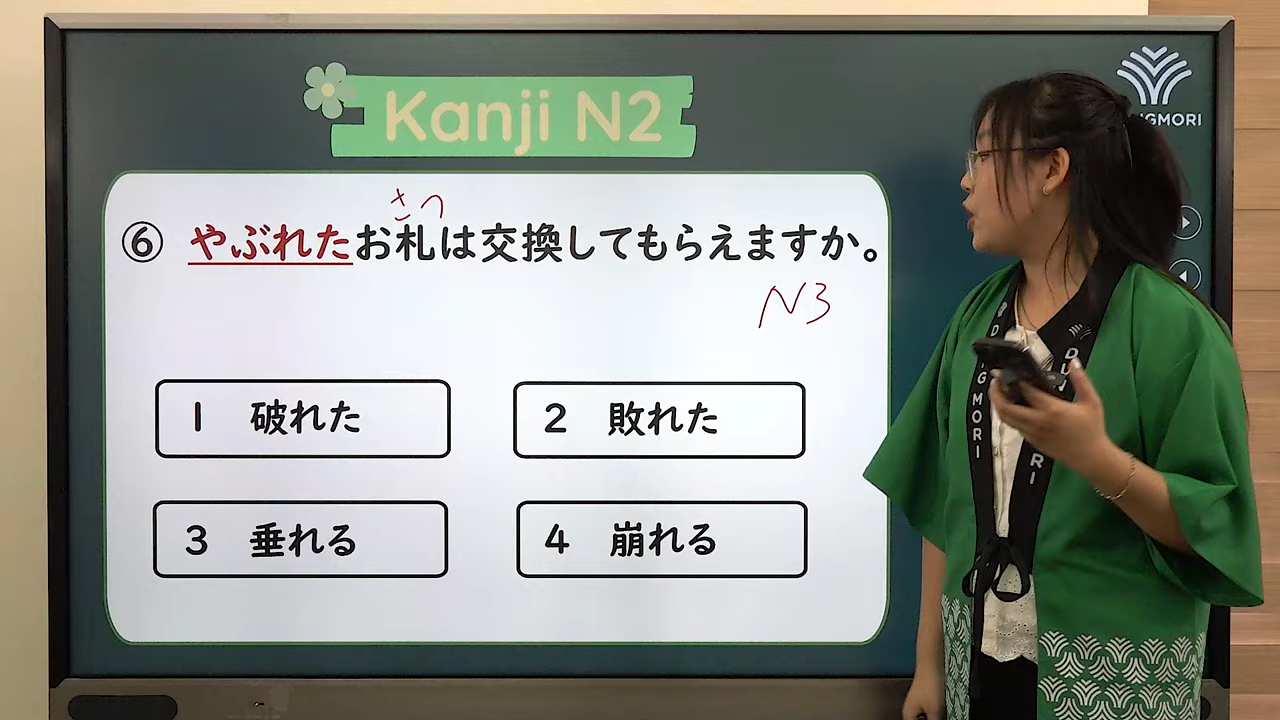 Kanji N2
さつ
⑥ やぶれたお札は交換してもらえますか。
N3
1 破れた
2 敗れた
3 垂れる
4 崩れる
NGMORI
DUNGMORI